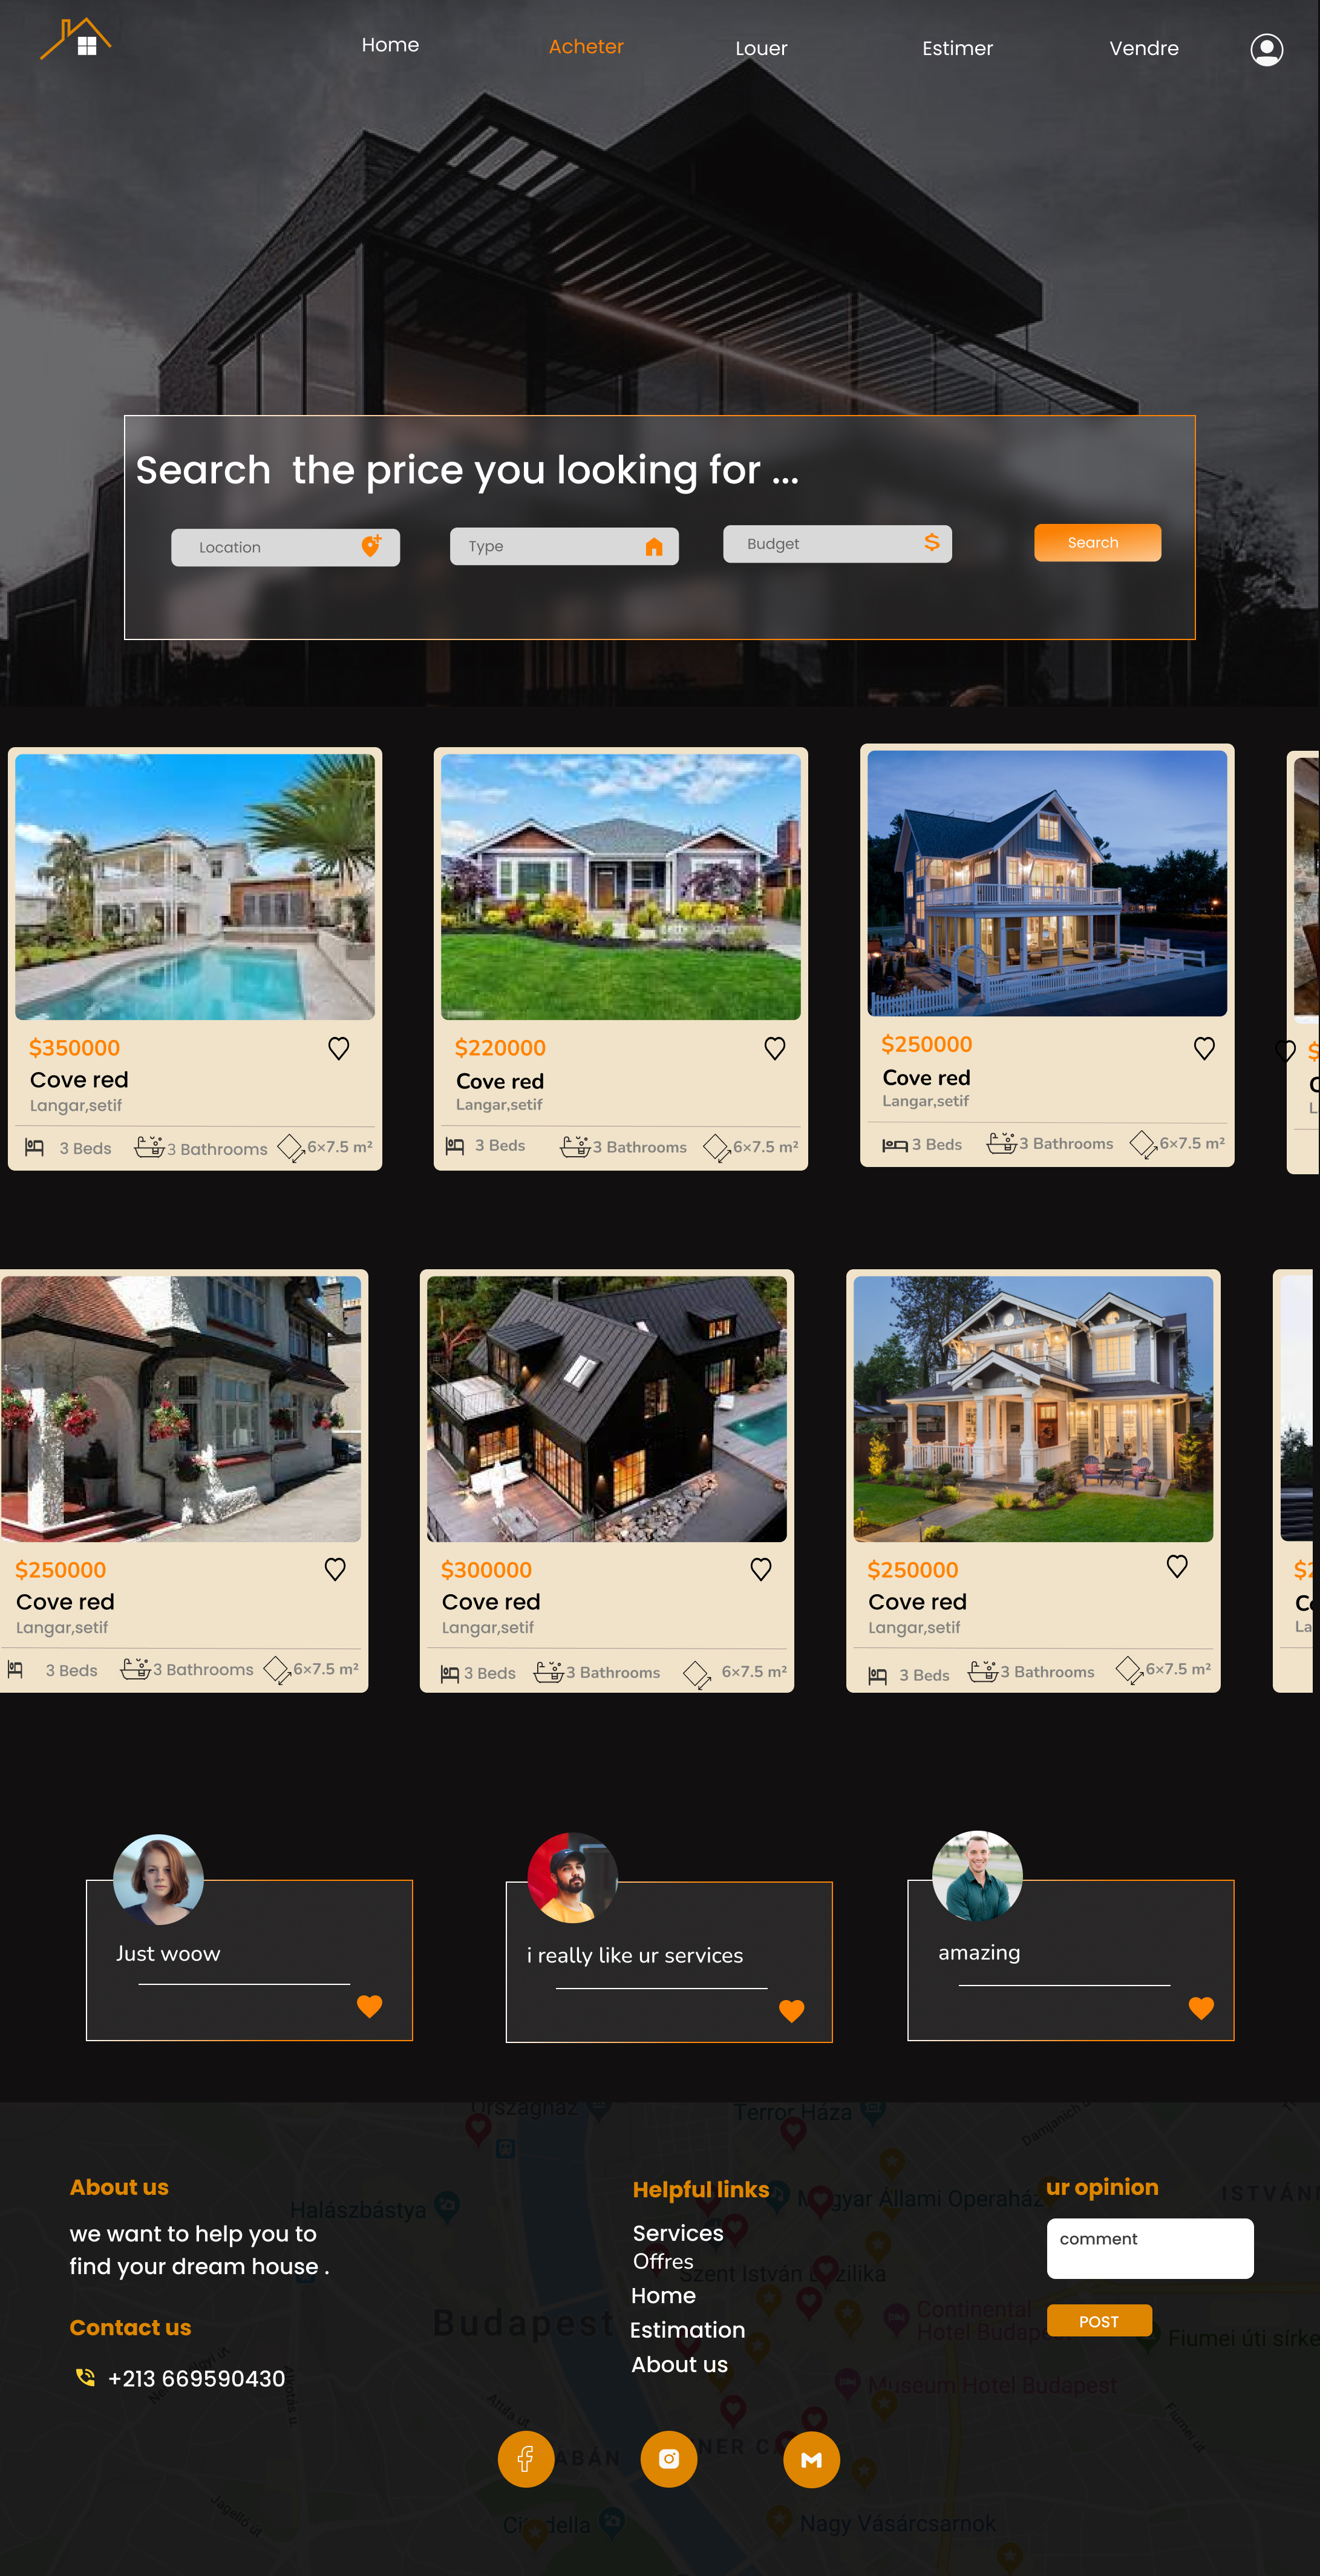 Home
Acheter
Louer
Estimer
Vendre
Search the price you looking for ...
Location
Type
Budget
Search
$350000
Cove red
Langar,setif
3 Beds
3 Bathrooms
6×7.5 m²
$220000
Cove red
Langar,setif
3 Beds
3 Bathrooms
6×7.5 m²
$250000
Cove red
Langar,setif
3 Beds
3 Bathrooms
6×7.5 m²
$250000
Cove red
Langar,setif
3 Beds
3 Bathrooms
6×7.5 m²
$300000
Cove red
Langar,setif
3 Beds
3 Bathrooms
6×7.5 m²
$250000
Cove red
Langar,setif
3 Beds
3 Bathrooms
6×7.5 m²
Just woow
i really like ur services
amazing
Országház
Terror Háza
Damjanich
About us
Halászbástya
we want to help you to
find your dream house .
Contact us
+213 669590430
Helpful links
Services
Offres
Home
Estimation
About us
ur opinion
comment
POST
Állami Operaház
Szent István
Budapest
Continental
Hotel Budapest
Fiumei úti
Museum Hotel Budapest
Attila út
Fiumei út
Jagelló út
Nagy Vásárcsarnok